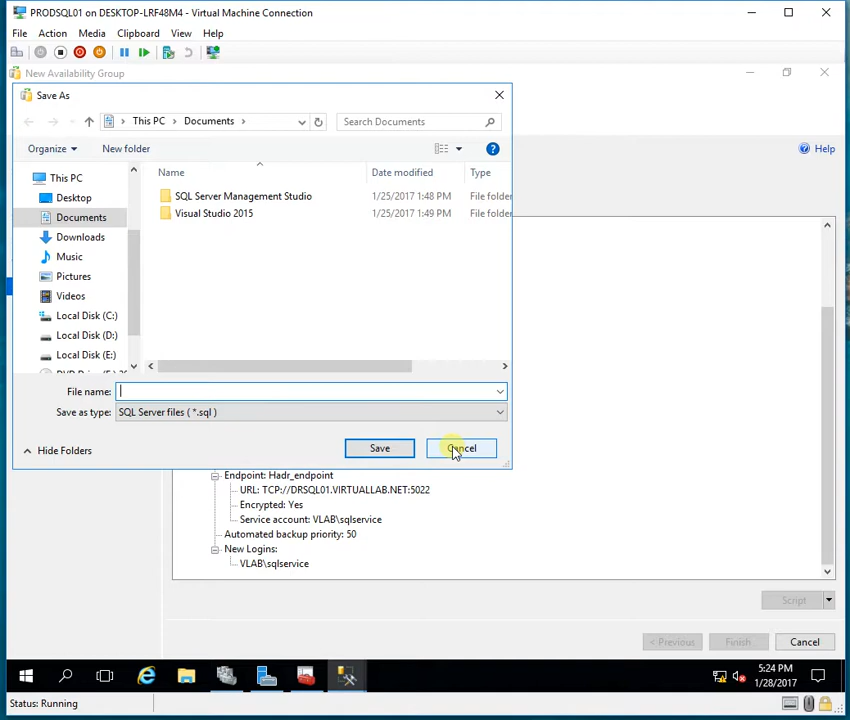 PRODSQL01 on DESKTOP-LRF48M4 - Virtual Machine Connection
File Action Media Clipboard View Help
New Availability Group
Save As
This PC > Documents >
Search Documents
Organize
New folder
Name Date modified Type
This PC
Desktop
Documents
Downloads
Music
Pictures
Videos
Local Disk (C:)
Local Disk (D:)
Local Disk (E:)
SQL Server Management Studio 1/25/2017 1:48 PM File folder
Visual Studio 2015 1/25/2017 1:49 PM File folder
File name:
Save as type: SQL Server files ( *.sql )
Hide Folders
Save
Cancel
Help
Endpoint: Hadr_endpoint
URL: TCP://DRSQL01.VIRTUALLAB.NET:5022
Encrypted: Yes
Service account: VLAB\sqlservice
Automated backup priority: 50
New Logins:
VLAB\sqlservice
Script
< Previous Finish Cancel
5:24 PM
1/28/2017
Status: Running